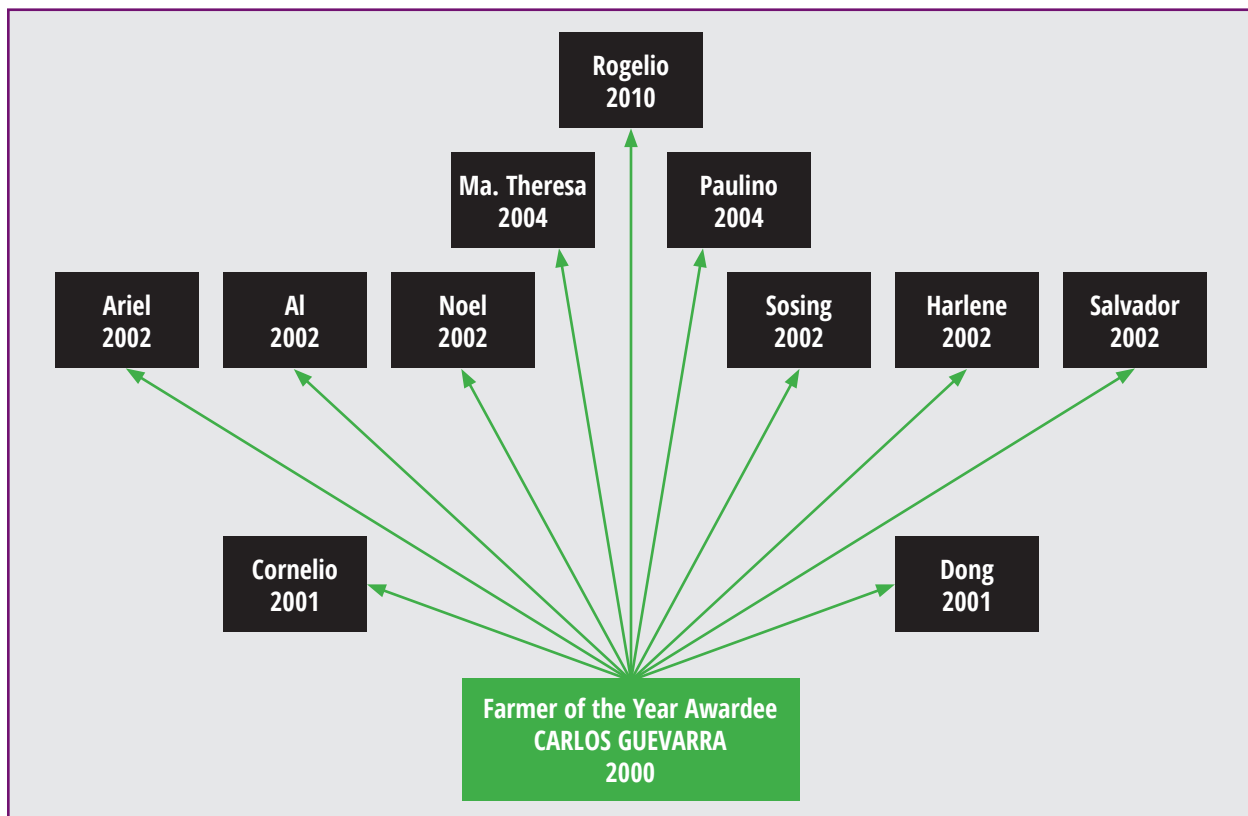 Rogelio
2010
Ma. Theresa
2004
Paulino
2004
Ariel
2002
Al
2002
Noel
2002
Sosing
2002
Harlene
2002
Salvador
2002
Cornelio
2001
Dong
2001
Farmer of the Year Awardee
CARLOS GUEVARRA
2000